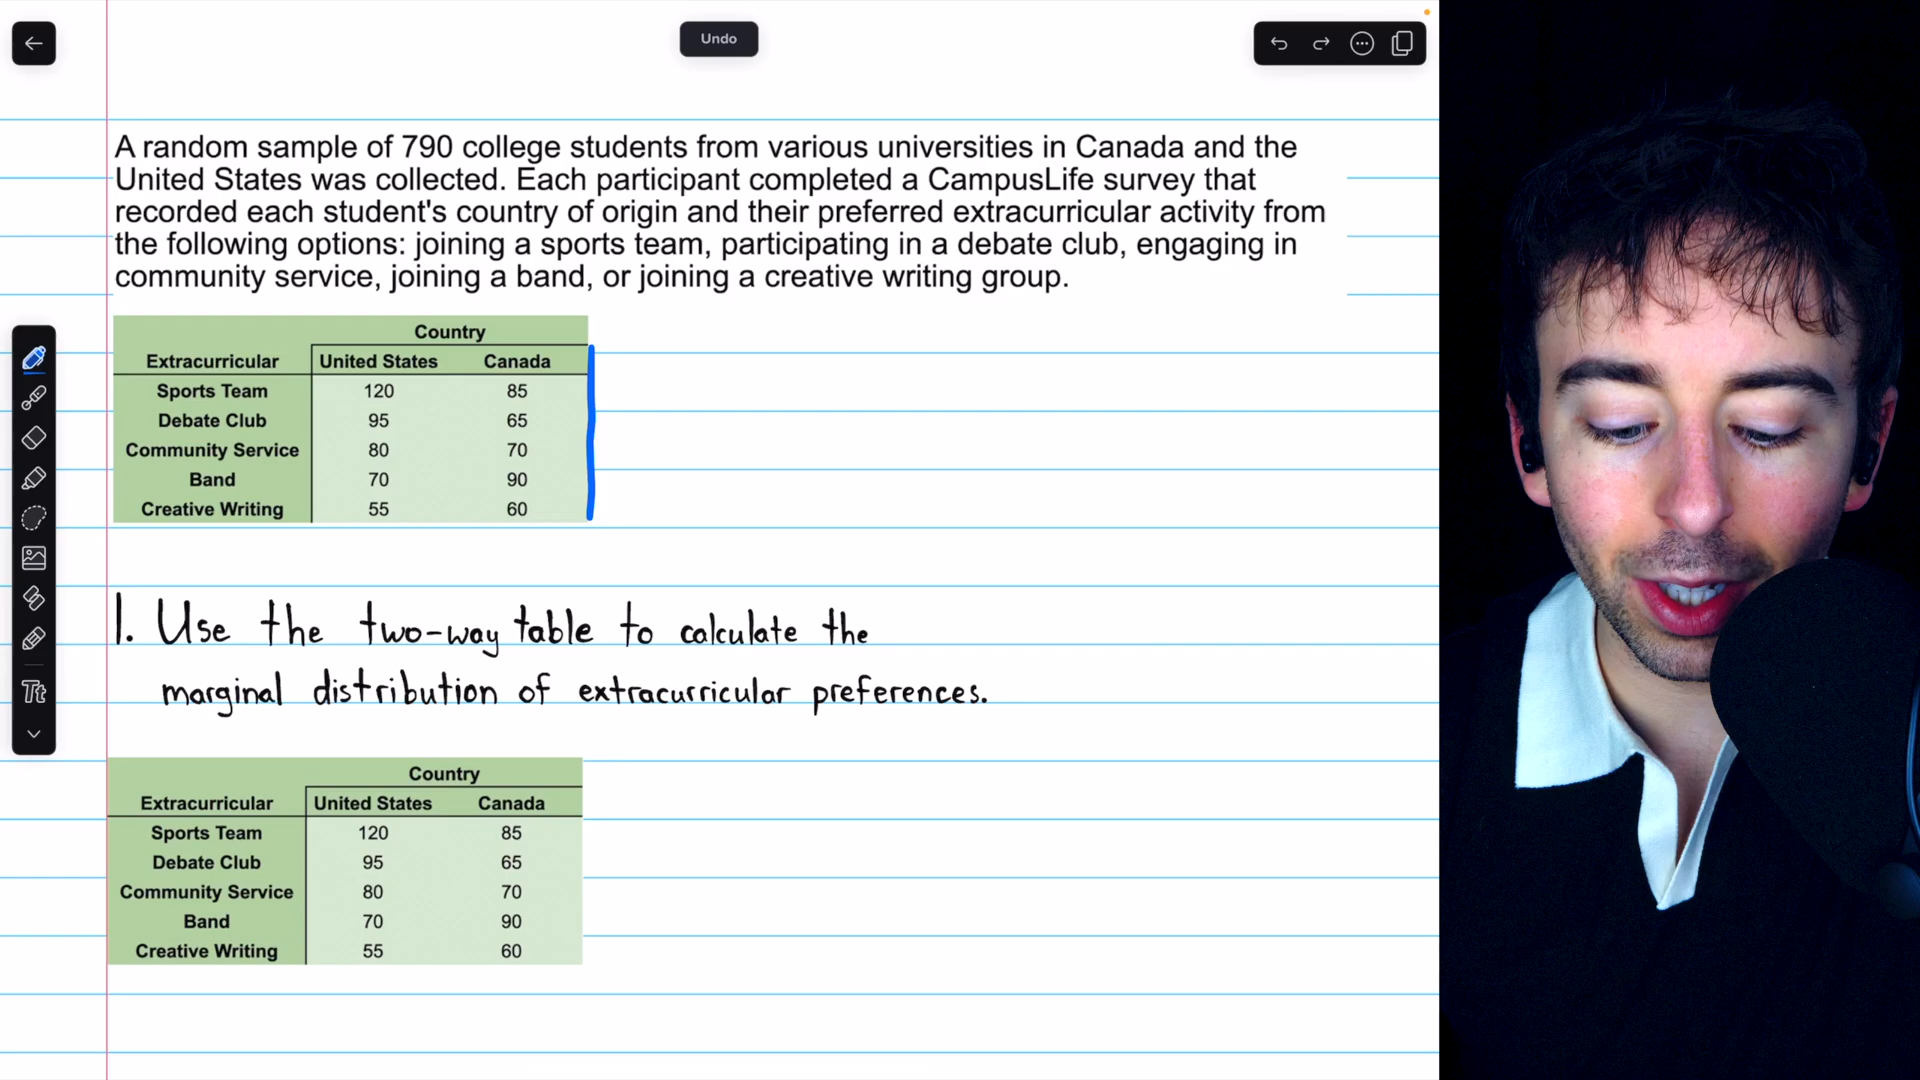 Undo
A random sample of 790 college students from various universities in Canada and the
United States was collected. Each participant completed a CampusLife survey that
recorded each student's country of origin and their preferred extracurricular activity from
the following options: joining a sports team, participating in a debate club, engaging in
community service, joining a band, or joining a creative writing group.
Country
Extracurricular United States Canada
Sports Team 120 85
Debate Club 95 65
Community Service 80 70
Band 70 90
Creative Writing 55 60
1. Use the two-way table to calculate the
marginal distribution of extracurricular preferences.
Tt
Country
Extracurricular United States Canada
Sports Team 120 85
Debate Club 95 65
Community Service 80 70
Band 70 90
Creative Writing 55 60